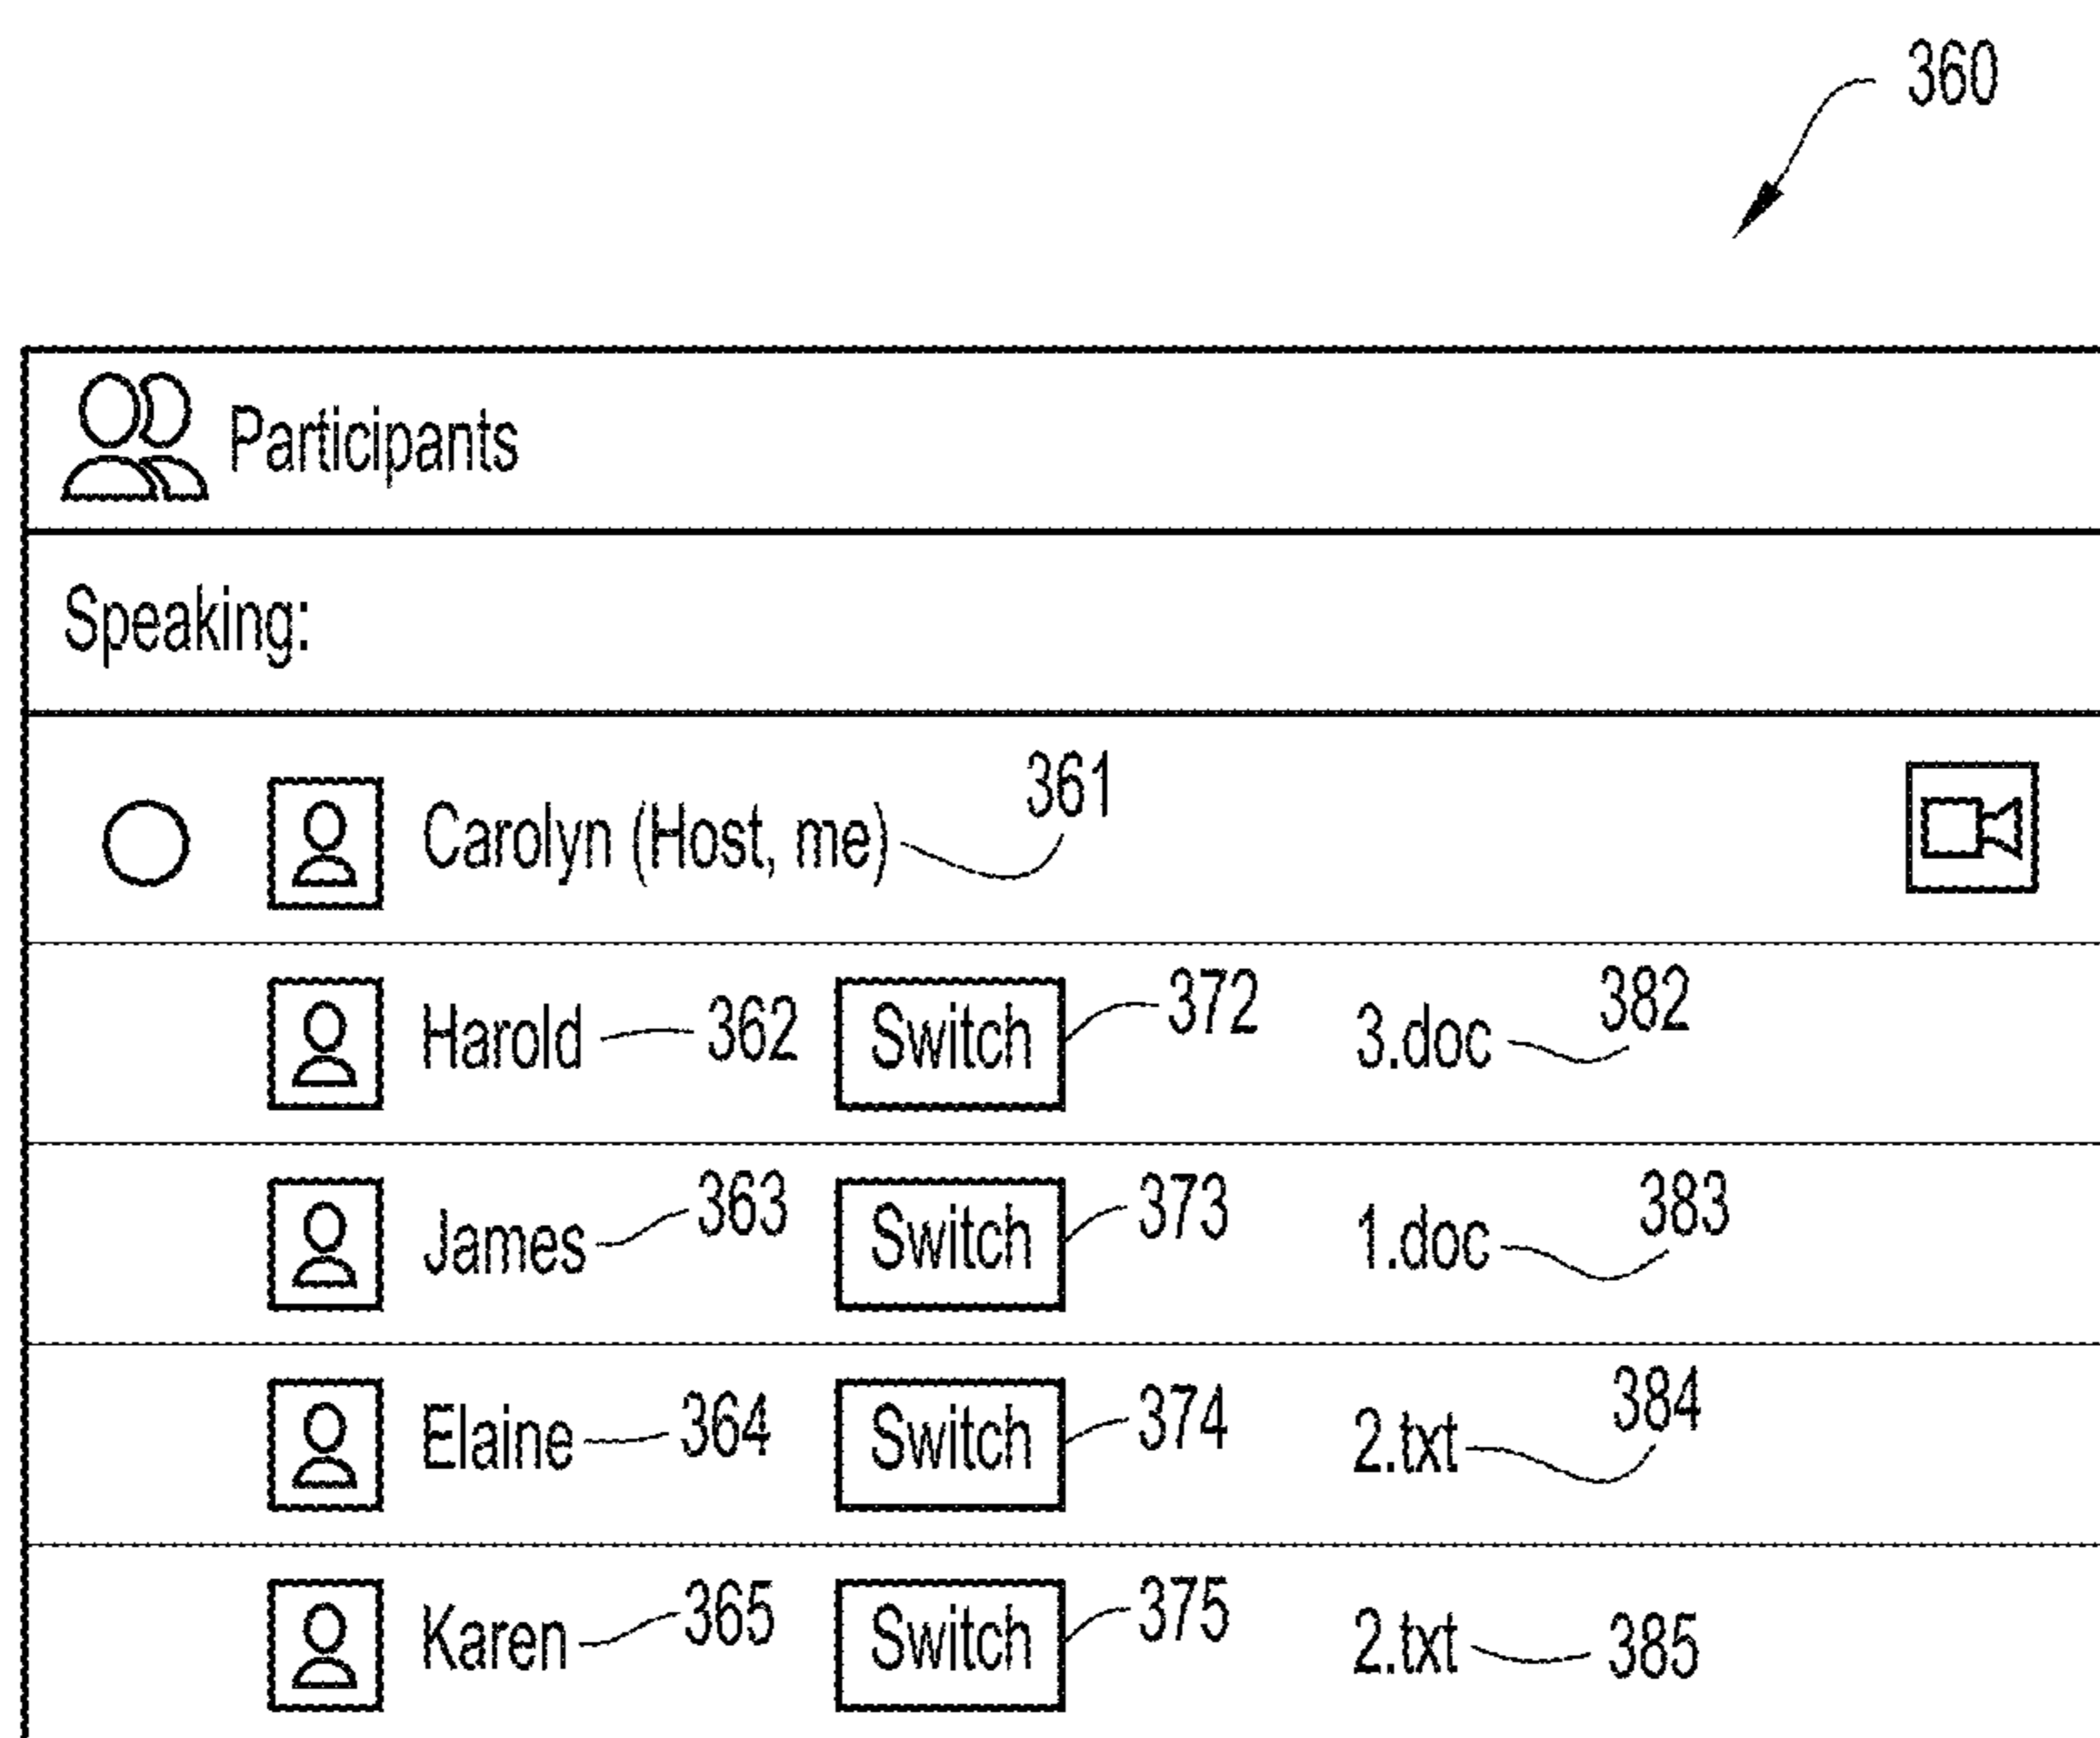 360
Participants
Speaking:
Carolyn (Host, me) 361
Harold 362 Switch 372 3.doc 382
James 363 Switch 373 1.doc 383
Elaine 364 Switch 374 2.txt 384
Karen 365 Switch 375 2.txt 385